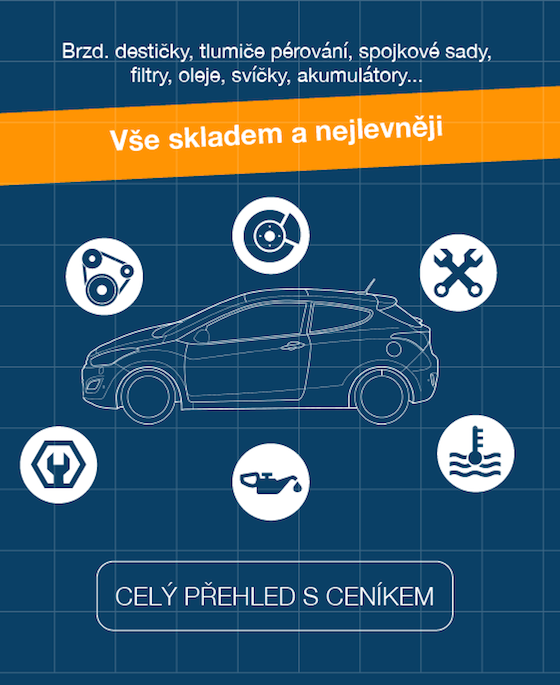 Brzd. destičky, tlumiče pérování, spojkové sady,
filtry, oleje, svíčky, akumulátory...
Vše skladem a nejlevněji
CELÝ PŘEHLED S CENÍKEM